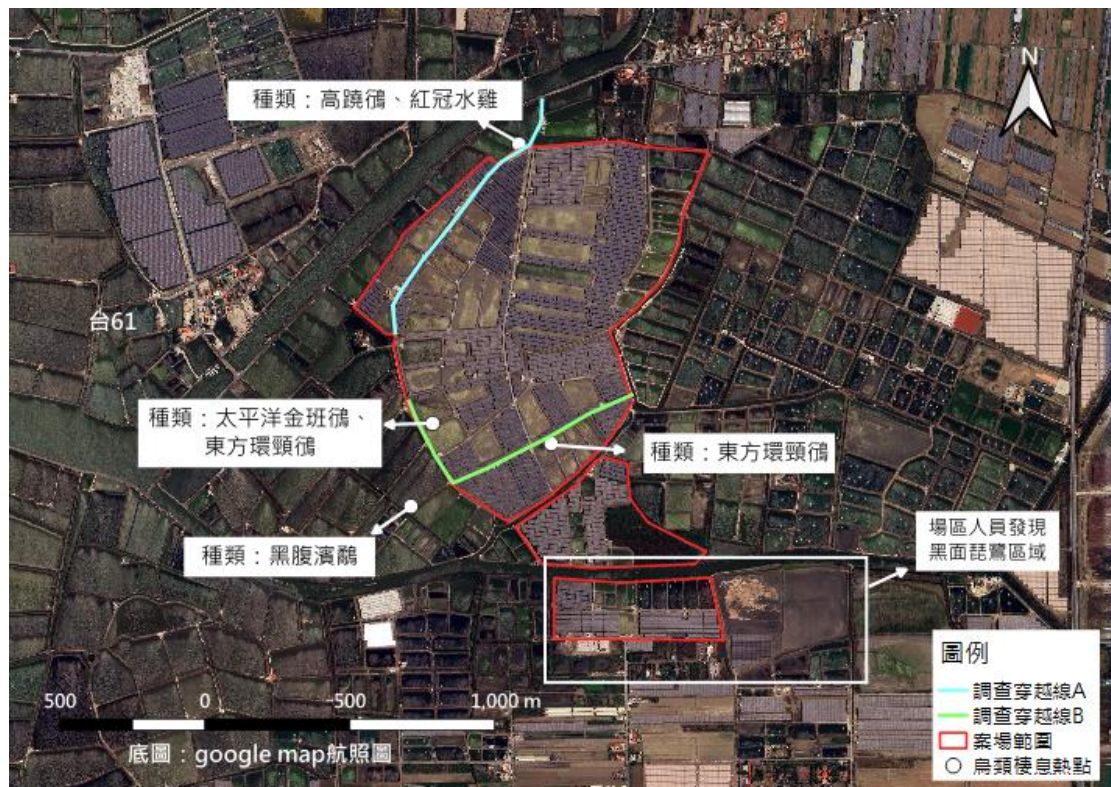 N
種類：高蹺鴴、紅冠水雞
台61
種類：太平洋金班鴴、
東方環頸鴴
種類：東方環頸鴴
種類：黑腹濱鷸
場區人員發現
黑面琵鷺區域
圖例
調查穿越線A
調查穿越線B
案場範圍
鳥類棲息熱點
500 0 -500 1,000 m
底圖：google map航照圖